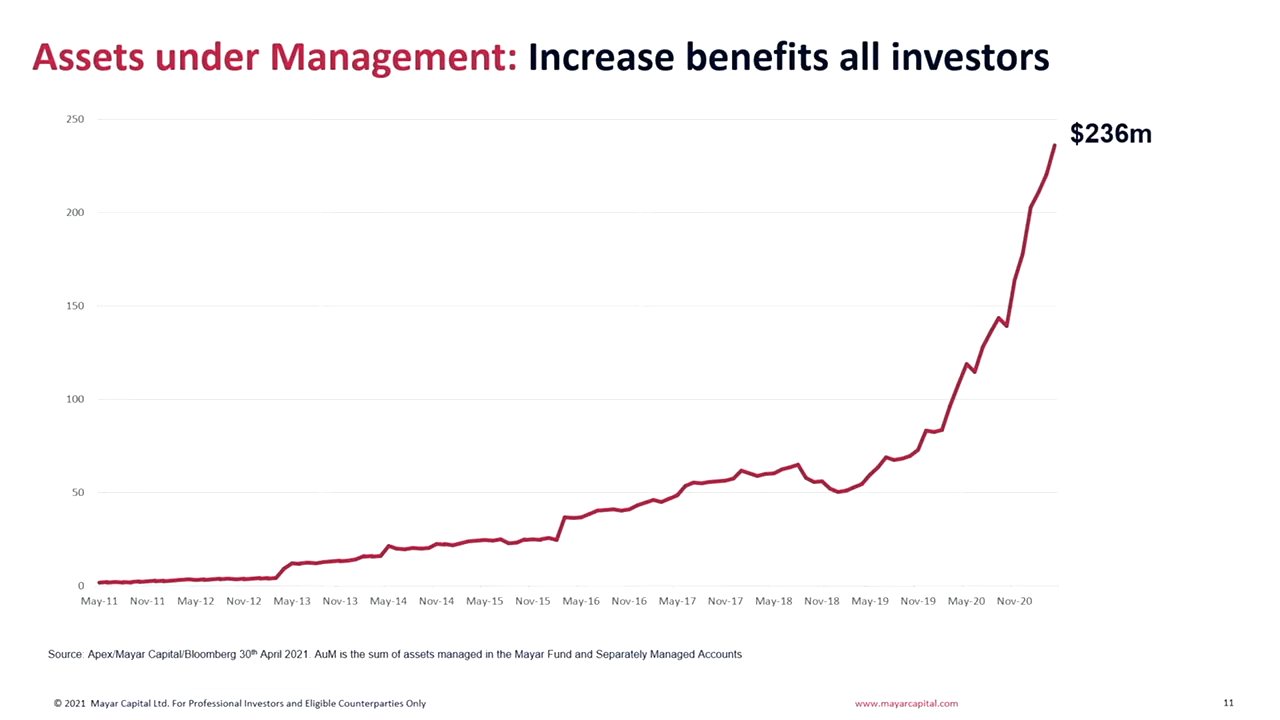 Assets under Management: Increase benefits all investors
$236m
250
200
150
100
50
0
May-11 Nov-11 May-12 Nov-12 May-13 Nov-13 May-14 Nov-14 May-15 Nov-15 May-16 Nov-16 May-17 Nov-17 May-18 Nov-18 May-19 Nov-19 May-20 Nov-20
Source: Apex/Mayar Capital/Bloomberg 30th April 2021. AuM is the sum of assets managed in the Mayar Fund and Separately Managed Accounts
© 2021 Mayar Capital Ltd. For Professional Investors and Eligible Counterparties Only www.mayarcapital.com 11